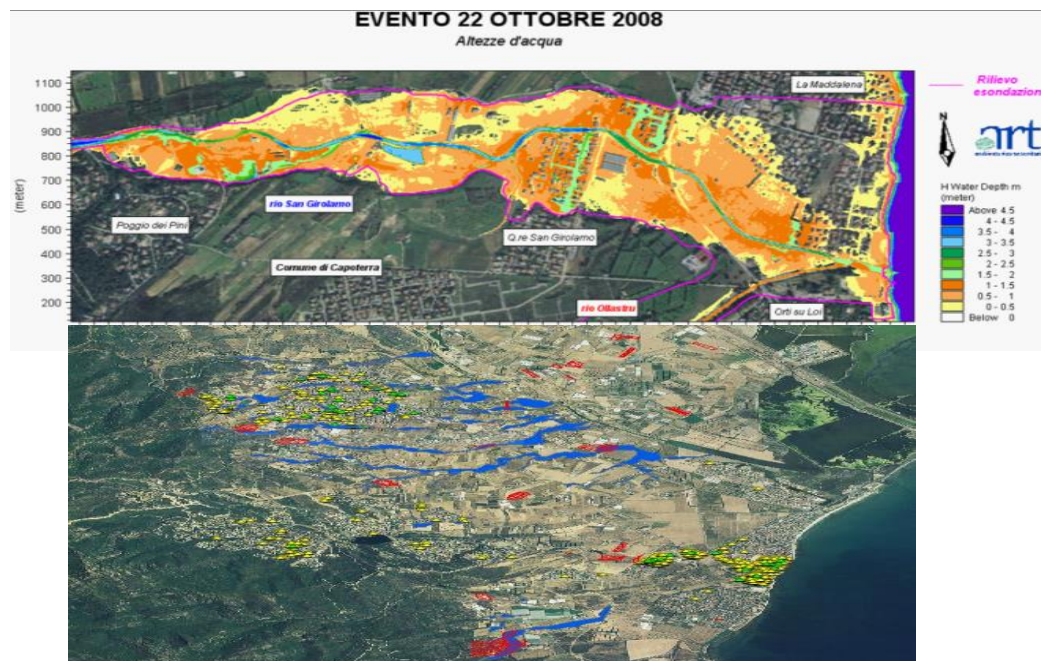 EVENTO 22 OTTOBRE 2008
Altezze d'acqua
1100
1000
900
800
700
600
500
400
300
200
(meter)
La Maddalena
Poggio dei Pini
rio San Girolamo
Comune di Capoterra
Q.re San Girolamo
rio Ollastru
Orti su Loi
Rilievo
esondazione
N
art
H Water Depth m
(meter)
Above 4.5
4 - 4.5
3.5 - 4
3 - 3.5
2.5 - 3
2 - 2.5
1.5 - 2
1 - 1.5
0.5 - 1
0 - 0.5
Below 0